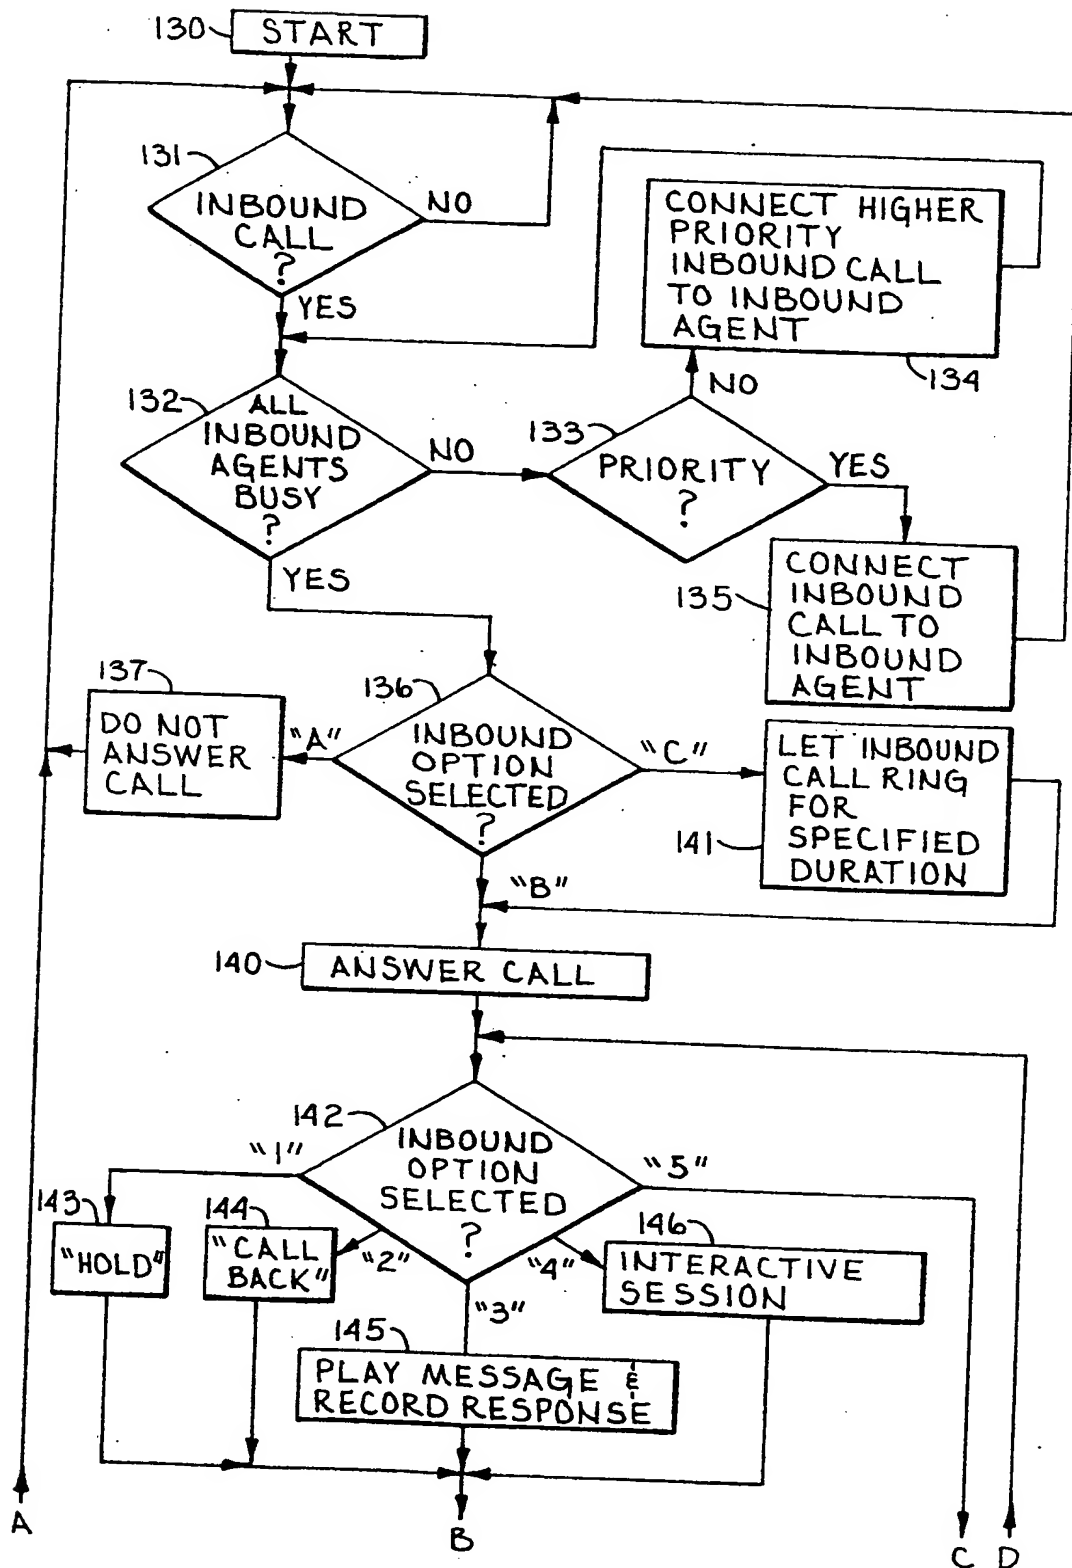 130
START
131
INBOUND
CALL
?
NO
YES
CONNECT HIGHER
PRIORITY
INBOUND CALL
TO INBOUND
AGENT
134
132
ALL
INBOUND
AGENTS
BUSY
?
NO
YES
133
PRIORITY
?
NO
YES
135
CONNECT
INBOUND
CALL TO
INBOUND
AGENT
136
INBOUND
OPTION
SELECTED
?
"A"
"B"
"C"
137
DO NOT
ANSWER
CALL
141
LET INBOUND
CALL RING
FOR
SPECIFIED
DURATION
140
ANSWER CALL
142
INBOUND
OPTION
SELECTED
?
"1"
"2"
"3"
"4"
"5"
143
"HOLD"
144
"CALL
BACK"
145
PLAY MESSAGE &
RECORD RESPONSE
146
INTERACTIVE
SESSION
A
B
C
D